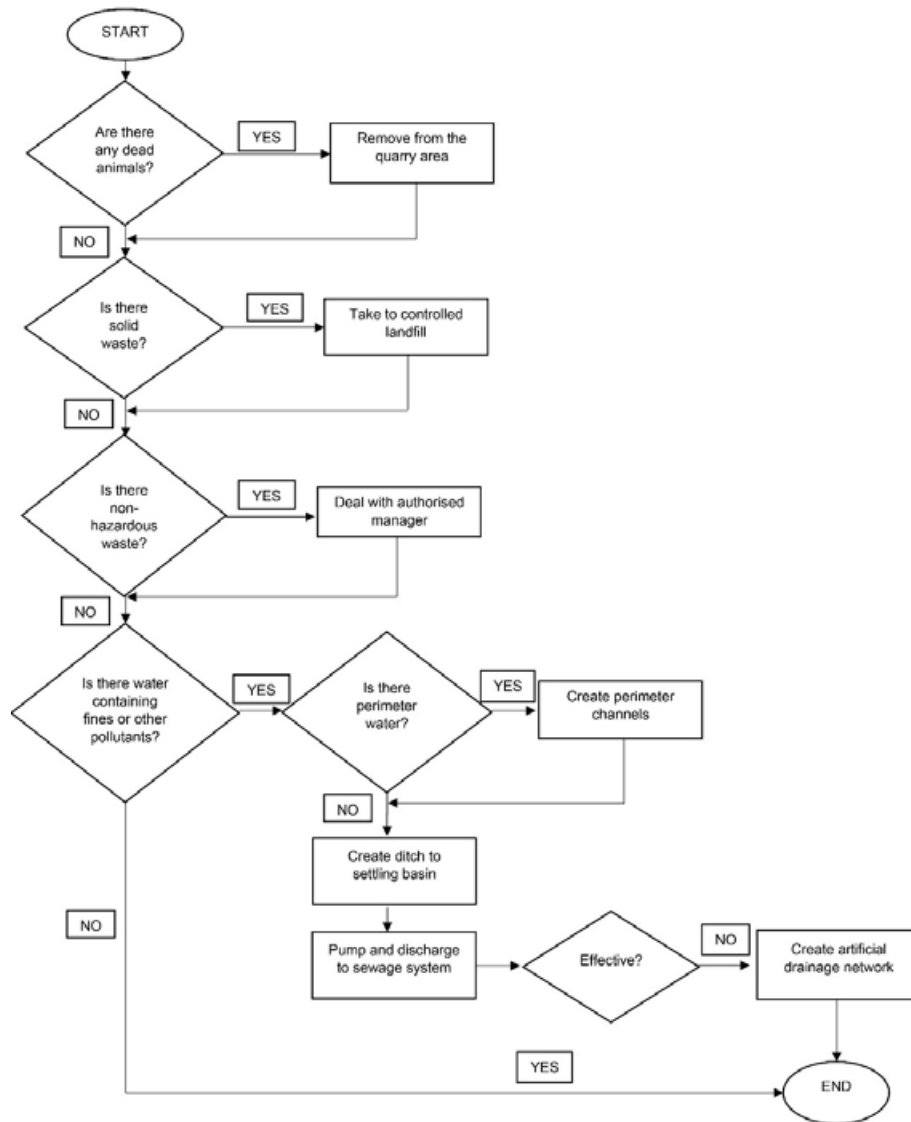 START
Are there
any dead
animals?
YES
Remove from the
quarry area
NO
Is there
solid
waste?
YES
Take to controlled
landfill
NO
Is there
non-
hazardous
waste?
YES
Deal with authorised
manager
NO
Is there water
containing
fines or other
pollutants?
YES
Is there
perimeter
water?
YES
Create perimeter
channels
NO
Create ditch to
settling basin
NO
Pump and discharge
to sewage system
Effective?
NO
Create artificial
drainage network
YES
END